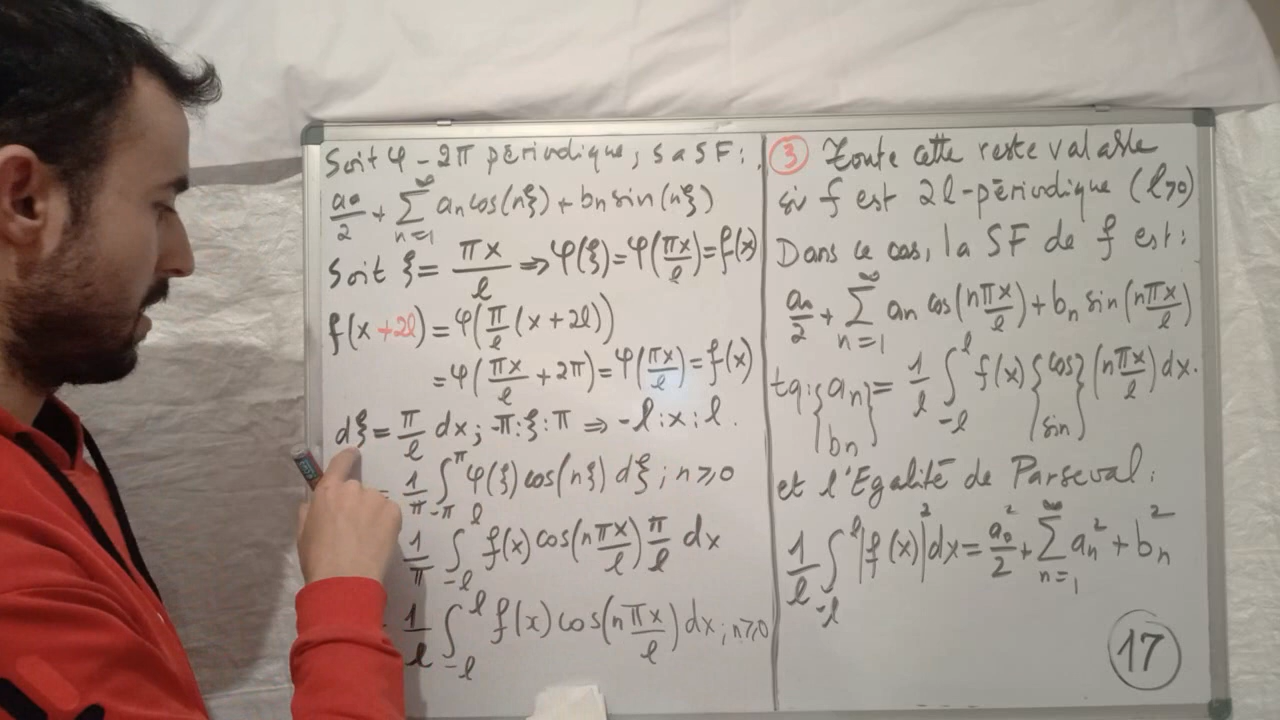 Soit φ - 2π périodique, sa SF :
a₀/2 + ∑_{n=1}^{∞} aₙ cos(nξ) + bₙ sin(nξ)
Soit ξ = πx/ℓ ⇒ φ(ξ) = φ(πx/ℓ) = f(x)
f(x+2ℓ) = φ(π/ℓ (x+2ℓ))
= φ(πx/ℓ + 2π) = φ(πx/ℓ) = f(x)
dξ = π/ℓ dx ; -π : ξ : π ⇒ -ℓ : x : ℓ .
= 1/π ∫_{-π}^{π} φ(ξ) cos(nξ) dξ ; n ≥ 0
1/π ∫_{-ℓ}^{ℓ} f(x) cos(nπx/ℓ) π/ℓ dx
1/ℓ ∫_{-ℓ}^{ℓ} f(x) cos(nπx/ℓ) dx ; n ≥ 0
③ Toute cette reste valable
si f est 2ℓ-périodique (ℓ>0)
Dans ce cas, la SF de f est :
a₀/2 + ∑_{n=1}^{∞} aₙ cos(nπx/ℓ) + bₙ sin(nπx/ℓ)
tq : {aₙ bₙ} = 1/ℓ ∫_{-ℓ}^{ℓ} f(x) {cos sin} (nπx/ℓ) dx.
et l'Egalité de Parseval :
1/ℓ ∫_{-ℓ}^{ℓ} |f(x)|² dx = a₀²/2 + ∑_{n=1}^{∞} aₙ² + bₙ²
17